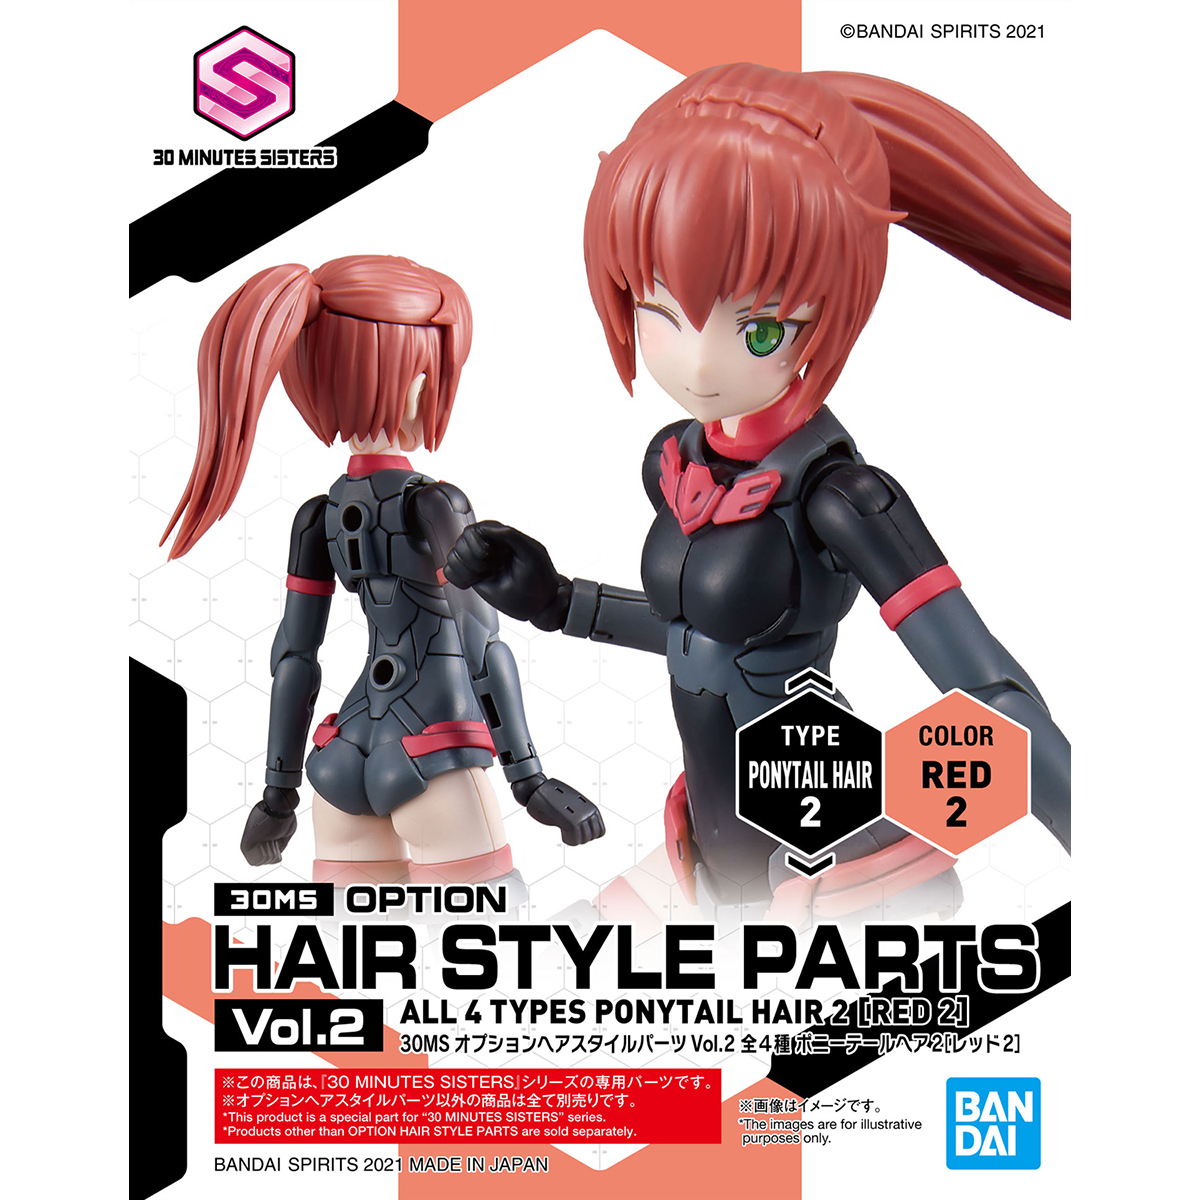 ©BANDAI SPIRITS 2021
S
30 MINUTES SISTERS
TYPE
PONYTAIL HAIR
2
COLOR
RED
2
30MS OPTION
HAIR STYLE PARTS
Vol.2
ALL 4 TYPES PONYTAIL HAIR 2 [RED 2]
30MS オプションヘアスタイルパーツ Vol.2 全4種 ポニーテールヘア2[レッド2]
※この商品は、『30 MINUTES SISTERS』シリーズの専用パーツです。
※オプションヘアスタイルパーツ以外の商品は全て別売りです。
*This product is a special part for “30 MINUTES SISTERS” series.
*Products other than OPTION HAIR STYLE PARTS are sold separately.
※画像はイメージです。
*The images are for illustrative
purposes only.
BAN
DAI
BANDAI SPIRITS 2021 MADE IN JAPAN